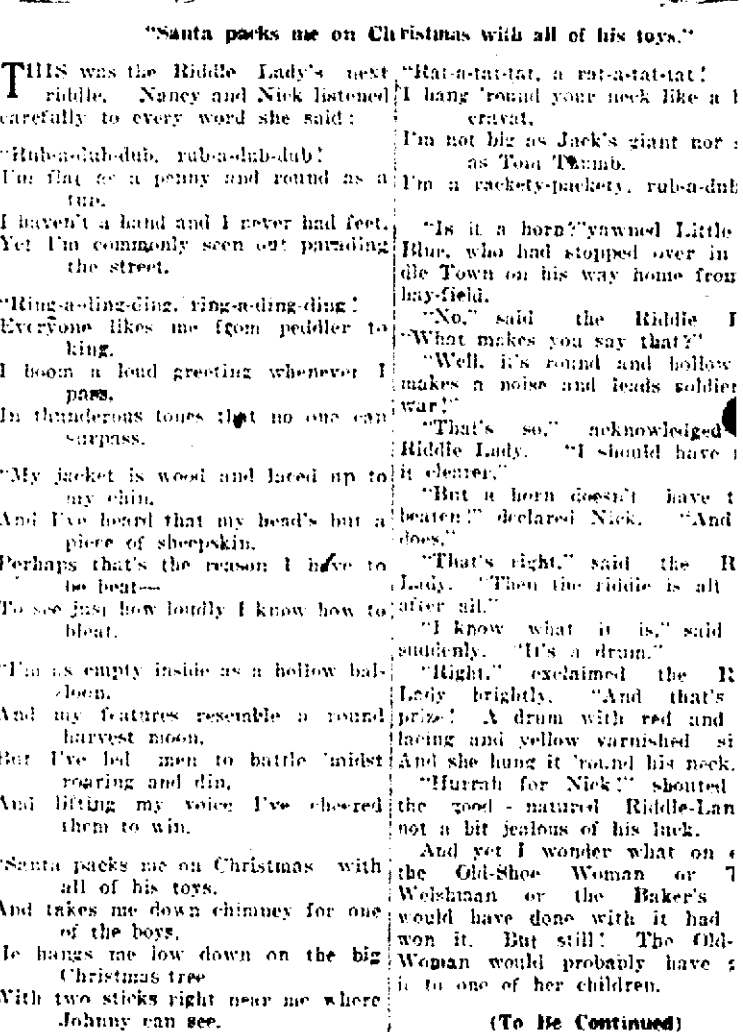 "Santa packs me on Christmas with all of his toys."
THIS was the Riddle Lady's next
riddle. Nancy and Nick listened
carefully to every word she said:
"Rub-a-dub-dub, rub-a-dub-dub!
I'm flat as a penny and round as a
tub.
I haven't a hand and I never had feet,
Yet I'm commonly seen out parading
the street.
"Ring-a-ding-ding, ring-a-ding-ding!
Everyone likes me from peddler to
king.
I boom a loud greeting whenever I
pass,
In thunderous tones that no one can
surpass.
"My jacket is wood and laced up to
my chin,
And I've heard that my head's but a
piece of sheepskin.
Perhaps that's the reason I have to
be beat—
To see just how loudly I know how to
bleat.
"I'm as empty inside as a hollow bal-
loon,
And my features resemble a round
harvest moon,
But I've led men to battle 'midst
roaring and din,
And lifting my voice I've cheered
them to win.
"Santa packs me on Christmas with
all of his toys,
And takes me down chimney for one
of the boys,
He hangs me low down on the big
Christmas tree
With two sticks right near me where
Johnny can see.
"Rat-a-tat-tat, a rat-a-tat-tat!
I hang 'round your neck like a
cravat,
I'm not big as Jack's giant nor
as Tom Thumb.
I'm a rackety-packety, rub-a-dub
"Is it a horn?" yawned Little
Blue, who had stopped over in
dle Town on his way home from
hay-field.
"No," said the Riddle
"What makes you say that?"
"Well, it's round and hollow
makes a noise and leads soldier
war!"
"That's so," acknowledged
Riddle Lady. "I should have
it clearer."
"But a horn doesn't have
beaten!" declared Nick. "And
does."
"That's right," said the
Lady. "Then the riddle is all
after all."
"I know what it is," said
suddenly. "It's a drum."
"Right," exclaimed the
Lady brightly. "And that's
prize! A drum with red and
lacing and yellow varnished
And she hung it 'round his neck.
"Hurrah for Nick!" shouted
the good-natured Riddle-Lan
not a bit jealous of his luck.
And yet I wonder what on
the Old-Shoe Woman or
Welshman or the Baker's
would have done with it had
won it. But still! The Old-
Woman would probably have
it to one of her children.
(To Be Continued)